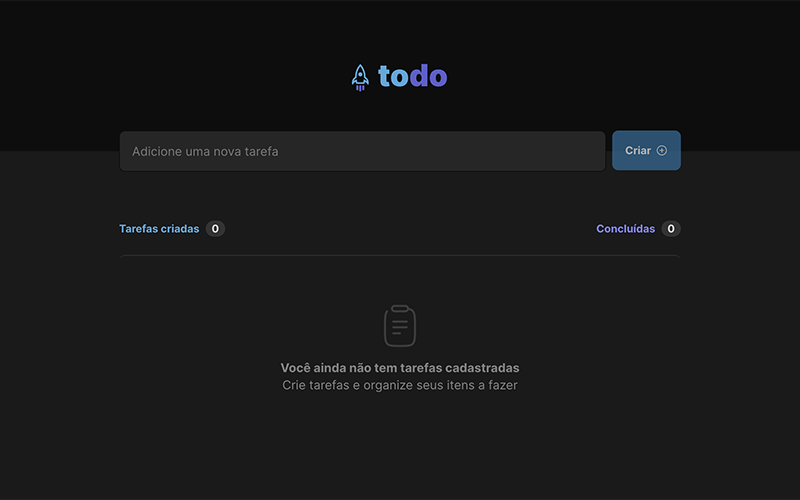 todo
Adicione uma nova tarefa
Criar
Tarefas criadas 0
Concluídas 0
Você ainda não tem tarefas cadastradas
Crie tarefas e organize seus itens a fazer